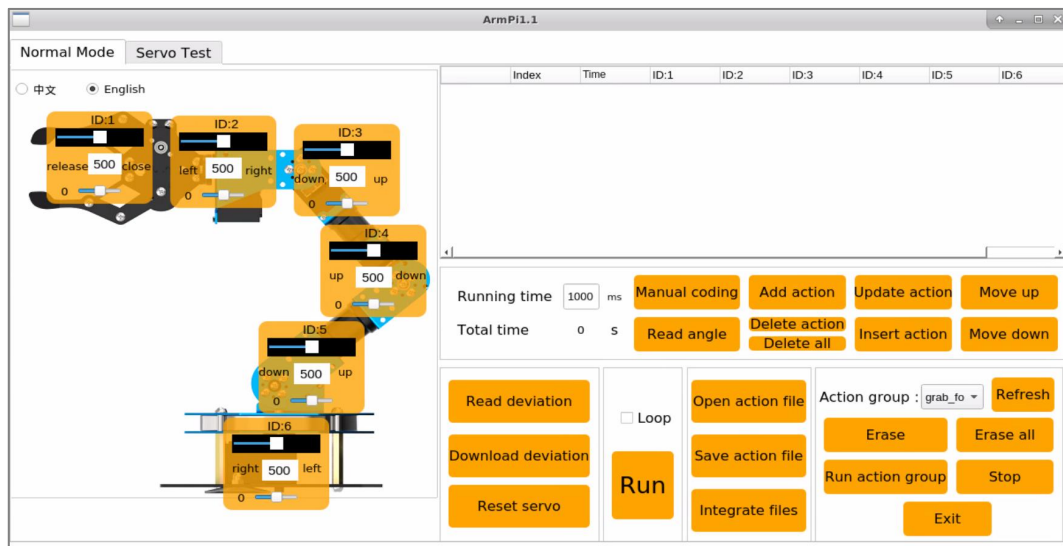 ArmPi1.1
Normal Mode
Servo Test
中文
English
ID:1
release 500 close
0
ID:2
left 500 right
0
ID:3
down 500 up
0
ID:4
up 500 down
0
ID:5
down 500 up
0
ID:6
right 500 left
0
Index Time ID:1 ID:2 ID:3 ID:4 ID:5 ID:6
Running time 1000 ms
Manual coding Add action Update action Move up
Total time 0 S
Read angle Delete action Insert action Move down
Delete all
Read deviation
Download deviation
Reset servo
Loop
Run
Open action file
Save action file
Integrate files
Action group : grab_fo Refresh
Erase Erase all
Run action group Stop
Exit